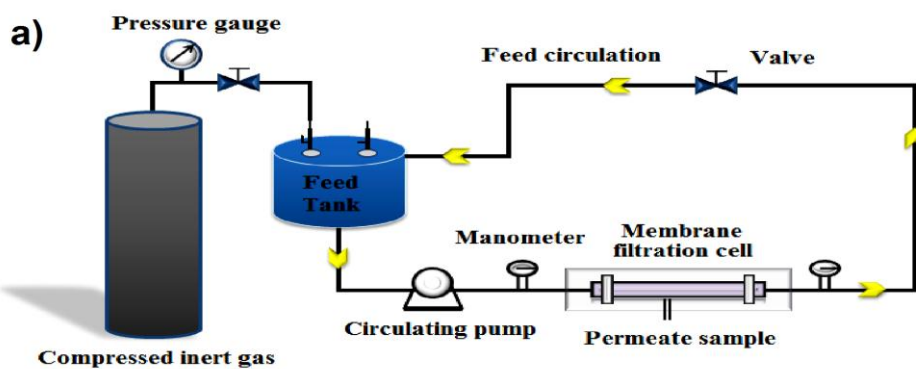 a)
Pressure gauge
Feed circulation
Valve
Feed
Tank
Manometer
Membrane
filtration cell
Circulating pump
Permeate sample
Compressed inert gas